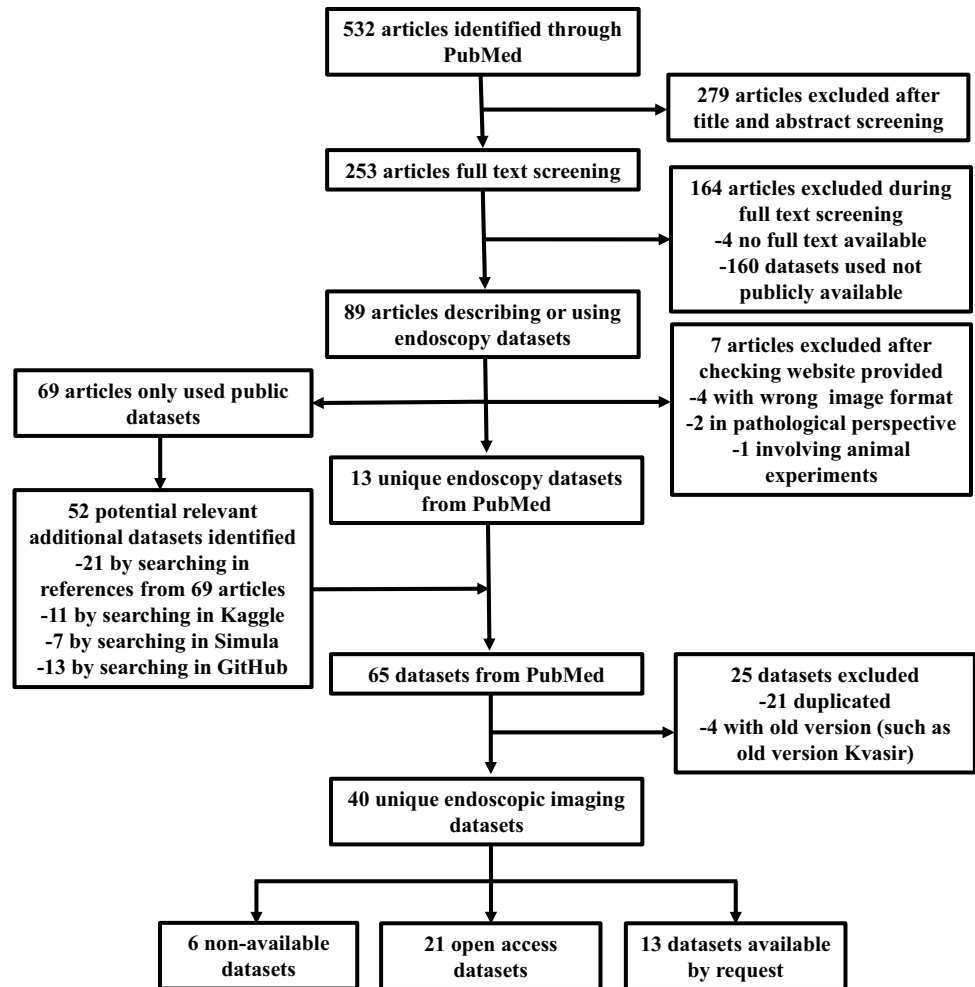 532 articles identified through
PubMed
279 articles excluded after
title and abstract screening
253 articles full text screening
164 articles excluded during
full text screening
-4 no full text available
-160 datasets used not
publicly available
89 articles describing or using
endoscopy datasets
7 articles excluded after
checking website provided
-4 with wrong image format
-2 in pathological perspective
-1 involving animal
experiments
69 articles only used public
datasets
13 unique endoscopy datasets
from PubMed
52 potential relevant
additional datasets identified
-21 by searching in
references from 69 articles
-11 by searching in Kaggle
-7 by searching in Simula
-13 by searching in GitHub
65 datasets from PubMed
25 datasets excluded
-21 duplicated
-4 with old version (such as
old version Kvasir)
40 unique endoscopic imaging
datasets
6 non-available
datasets
21 open access
datasets
13 datasets available
by request